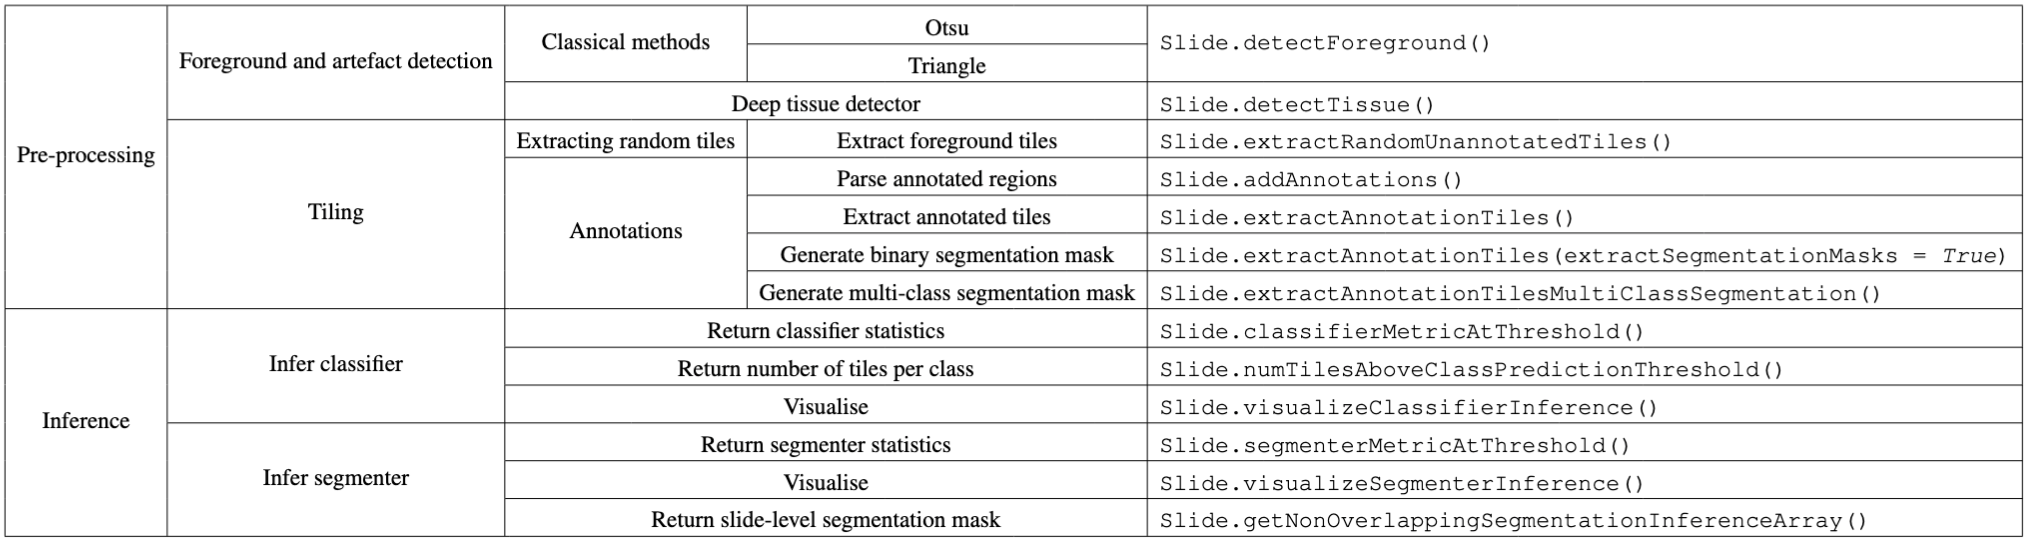 Pre-processing
Foreground and artefact detection
Classical methods
Otsu
Slide.detectForeground()
Triangle
Deep tissue detector
Slide.detectTissue()
Tiling
Extracting random tiles
Extract foreground tiles
Slide.extractRandomUnannotatedTiles()
Annotations
Parse annotated regions
Slide.addAnnotations()
Extract annotated tiles
Slide.extractAnnotationTiles()
Generate binary segmentation mask
Slide.extractAnnotationTiles(extractSegmentationMasks = True)
Generate multi-class segmentation mask
Slide.extractAnnotationTilesMultiClassSegmentation()
Inference
Infer classifier
Return classifier statistics
Slide.classifierMetricAtThreshold()
Return number of tiles per class
Slide.numTilesAboveClassPredictionThreshold()
Visualise
Slide.visualizeClassifierInference()
Infer segmenter
Return segmenter statistics
Slide.segmenterMetricAtThreshold()
Visualise
Slide.visualizeSegmenterInference()
Return slide-level segmentation mask
Slide.getNonOverlappingSegmentationInferenceArray()